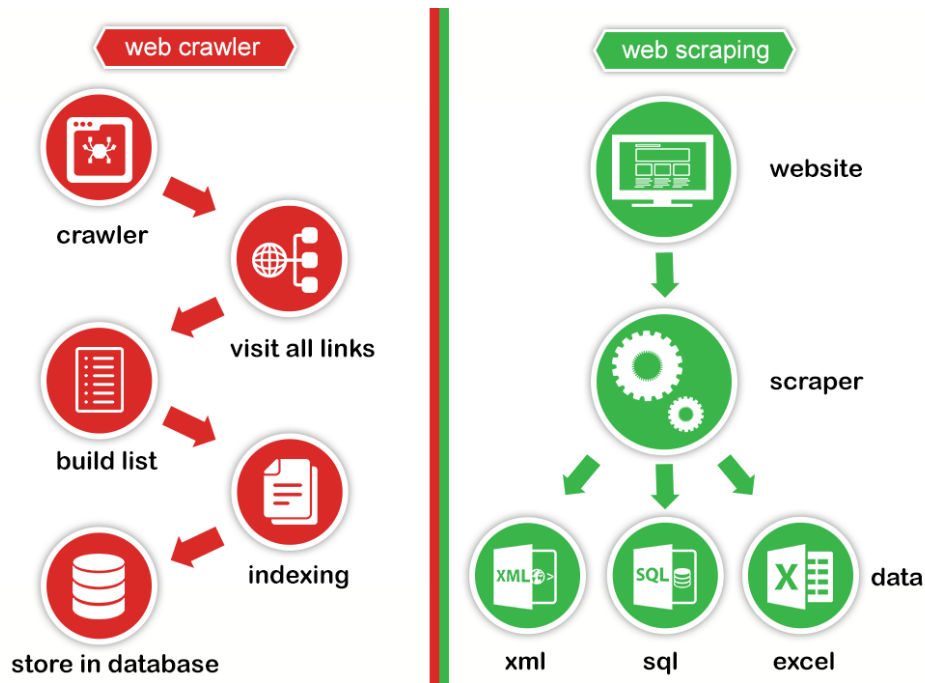 web crawler
crawler
visit all links
build list
indexing
store in database
web scraping
website
scraper
XML
SQL
X
data
xml
sql
excel